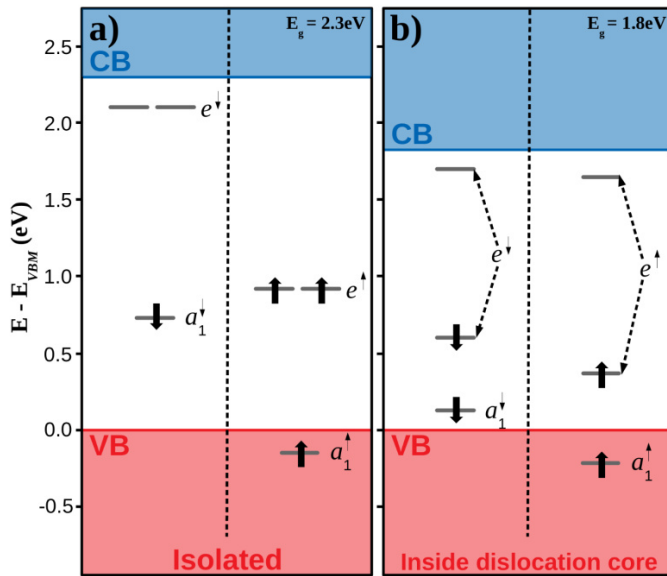 a) E_g = 2.3eV
CB
e↓
e↑
a₁↓
VB
a₁↑
Isolated
b) E_g = 1.8eV
CB
e↓
e↑
a₁↓
VB
a₁↑
Inside dislocation core
E - E_VBM (eV)
2.5
2.0
1.5
1.0
0.5
0.0
-0.5